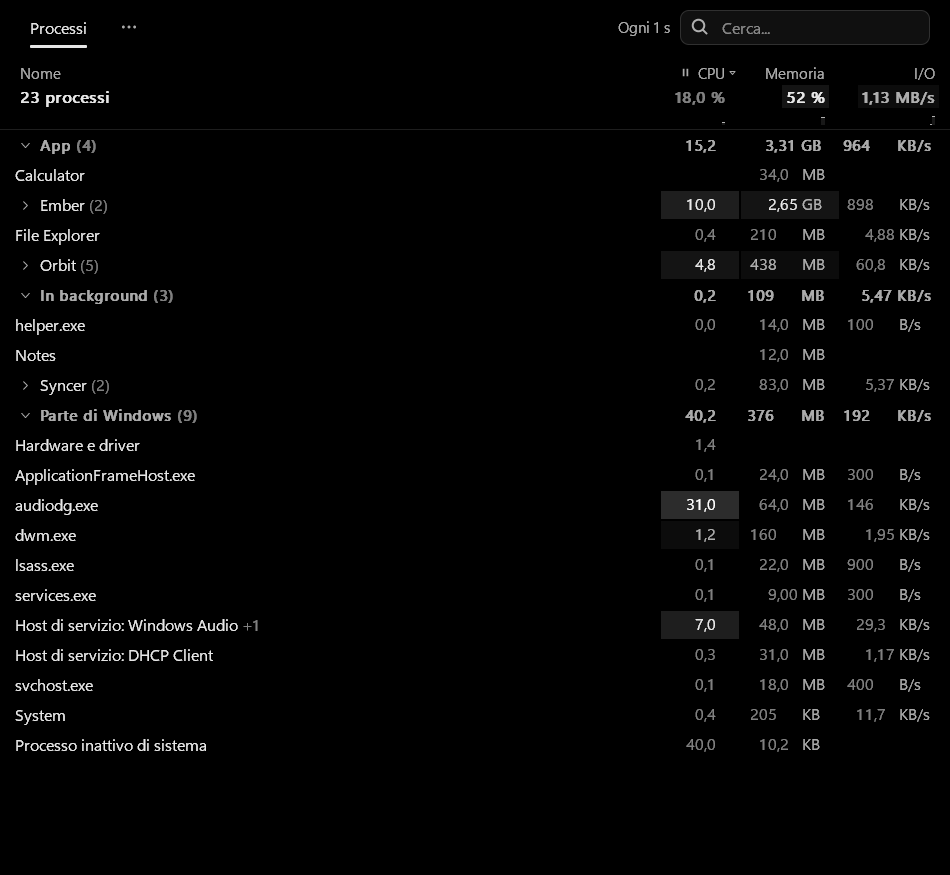 Processi ···
Ogni 1 s Cerca...
Nome CPU Memoria I/O
23 processi 18,0 % 52 % 1,13 MB/s
App (4) 15,2 3,31 GB 964 KB/s
Calculator 34,0 MB
Ember (2) 10,0 2,65 GB 898 KB/s
File Explorer 0,4 210 MB 4,88 KB/s
Orbit (5) 4,8 438 MB 60,8 KB/s
In background (3) 0,2 109 MB 5,47 KB/s
helper.exe 0,0 14,0 MB 100 B/s
Notes 12,0 MB
Syncer (2) 0,2 83,0 MB 5,37 KB/s
Parte di Windows (9) 40,2 376 MB 192 KB/s
Hardware e driver 1,4
ApplicationFrameHost.exe 0,1 24,0 MB 300 B/s
audiodg.exe 31,0 64,0 MB 146 KB/s
dwm.exe 1,2 160 MB 1,95 KB/s
lsass.exe 0,1 22,0 MB 900 B/s
services.exe 0,1 9,00 MB 300 B/s
Host di servizio: Windows Audio +1 7,0 48,0 MB 29,3 KB/s
Host di servizio: DHCP Client 0,3 31,0 MB 1,17 KB/s
svchost.exe 0,1 18,0 MB 400 B/s
System 0,4 205 KB 11,7 KB/s
Processo inattivo di sistema 40,0 10,2 KB